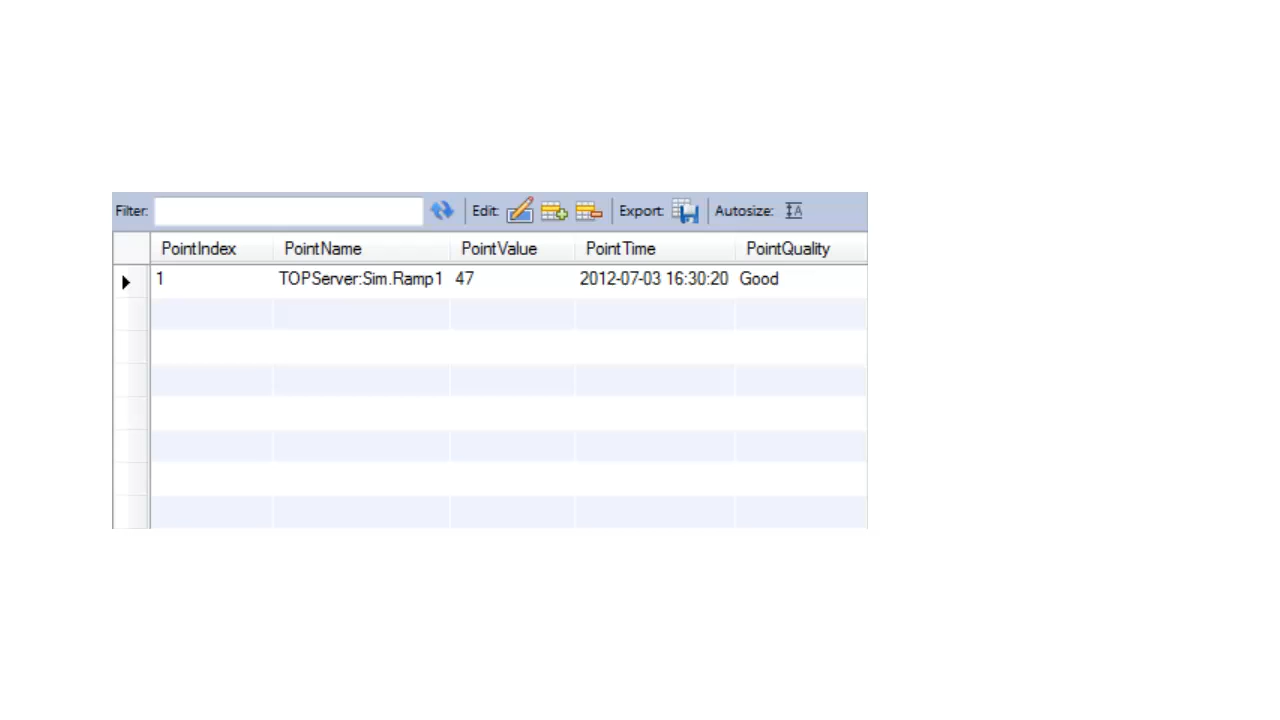 Filter: Edit: Export: Autosize: A
PointIndex PointName PointValue PointTime PointQuality
1 TOPServer:Sim.Ramp1 47 2012-07-03 16:30:20 Good